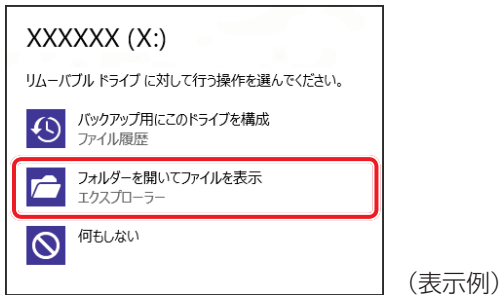 XXXXXX (X:)
リムーバブル ドライブ に対して行う操作を選んでください。
バックアップ用にこのドライブを構成
ファイル履歴
フォルダーを開いてファイルを表示
エクスプローラー
何もしない
（表示例）